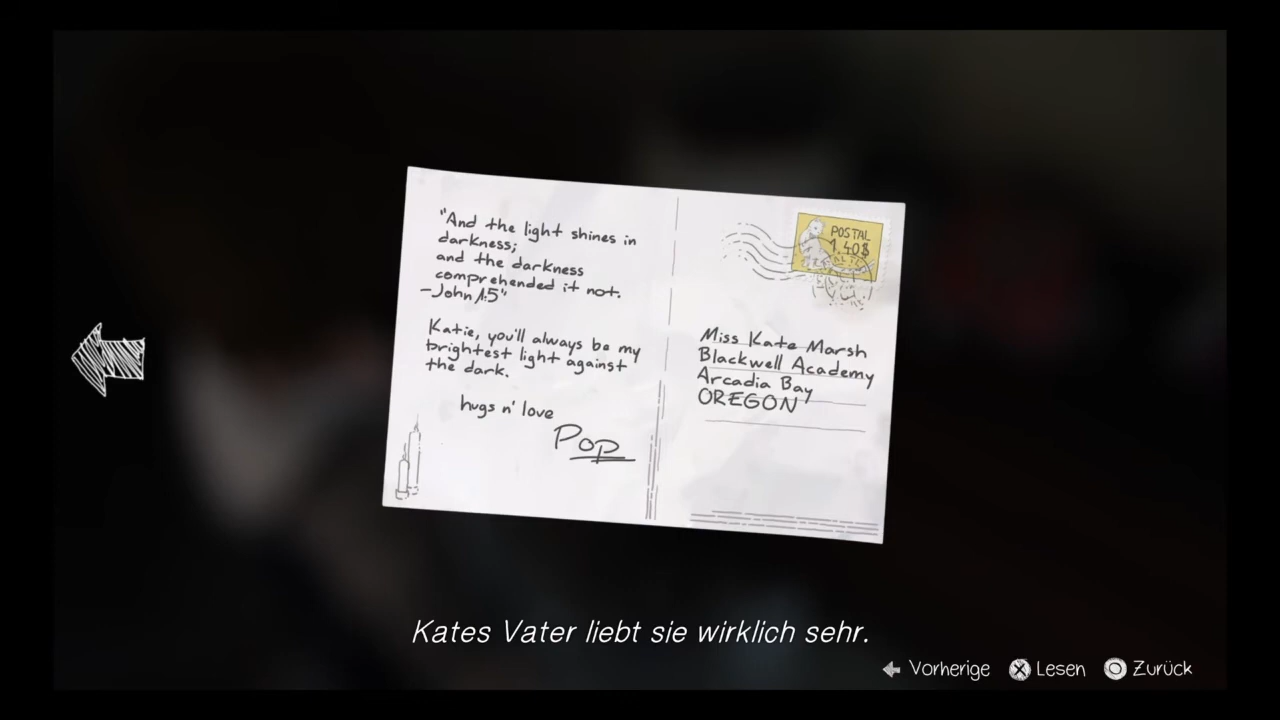 "And the light shines in
darkness;
and the darkness
comprehended it not.
-John 1:5"
Katie, you'll always be my
brightest light against
the dark.
hugs n' love
Pop
POSTAL
1.40$
Miss Kate Marsh
Blackwell Academy
Arcadia Bay
OREGON
Kates Vater liebt sie wirklich sehr.
Vorherige
Lesen
Zurück